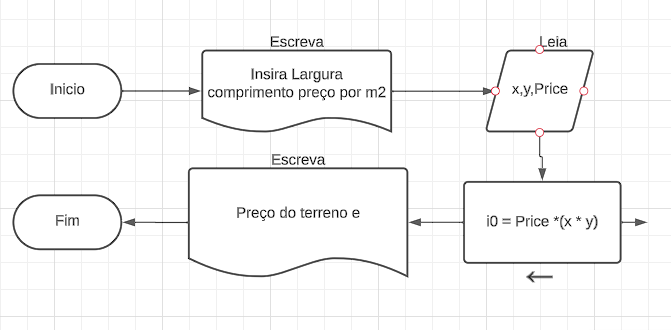 Escreva
Leia
Inicio
Insira Largura
comprimento preço por m2
x,y,Price
Escreva
Fim
Preço do terreno e
i0 = Price *(x * y)